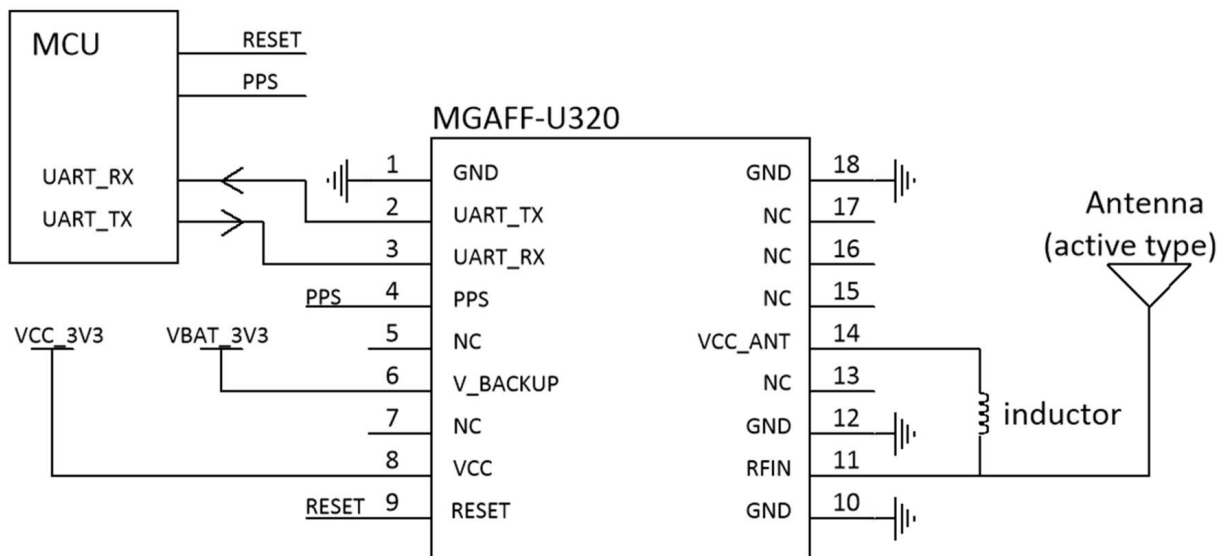 MCU
RESET
PPS
UART_RX
UART_TX
MGAFF-U320
1 GND
2 UART_TX
3 UART_RX
PPS 4 PPS
5 NC
VCC_3V3
VBAT_3V3
6 V_BACKUP
7 NC
8 VCC
RESET 9 RESET
GND 18
NC 17
NC 16
NC 15
VCC_ANT 14
NC 13
GND 12
RFIN 11
GND 10
inductor
Antenna
(active type)